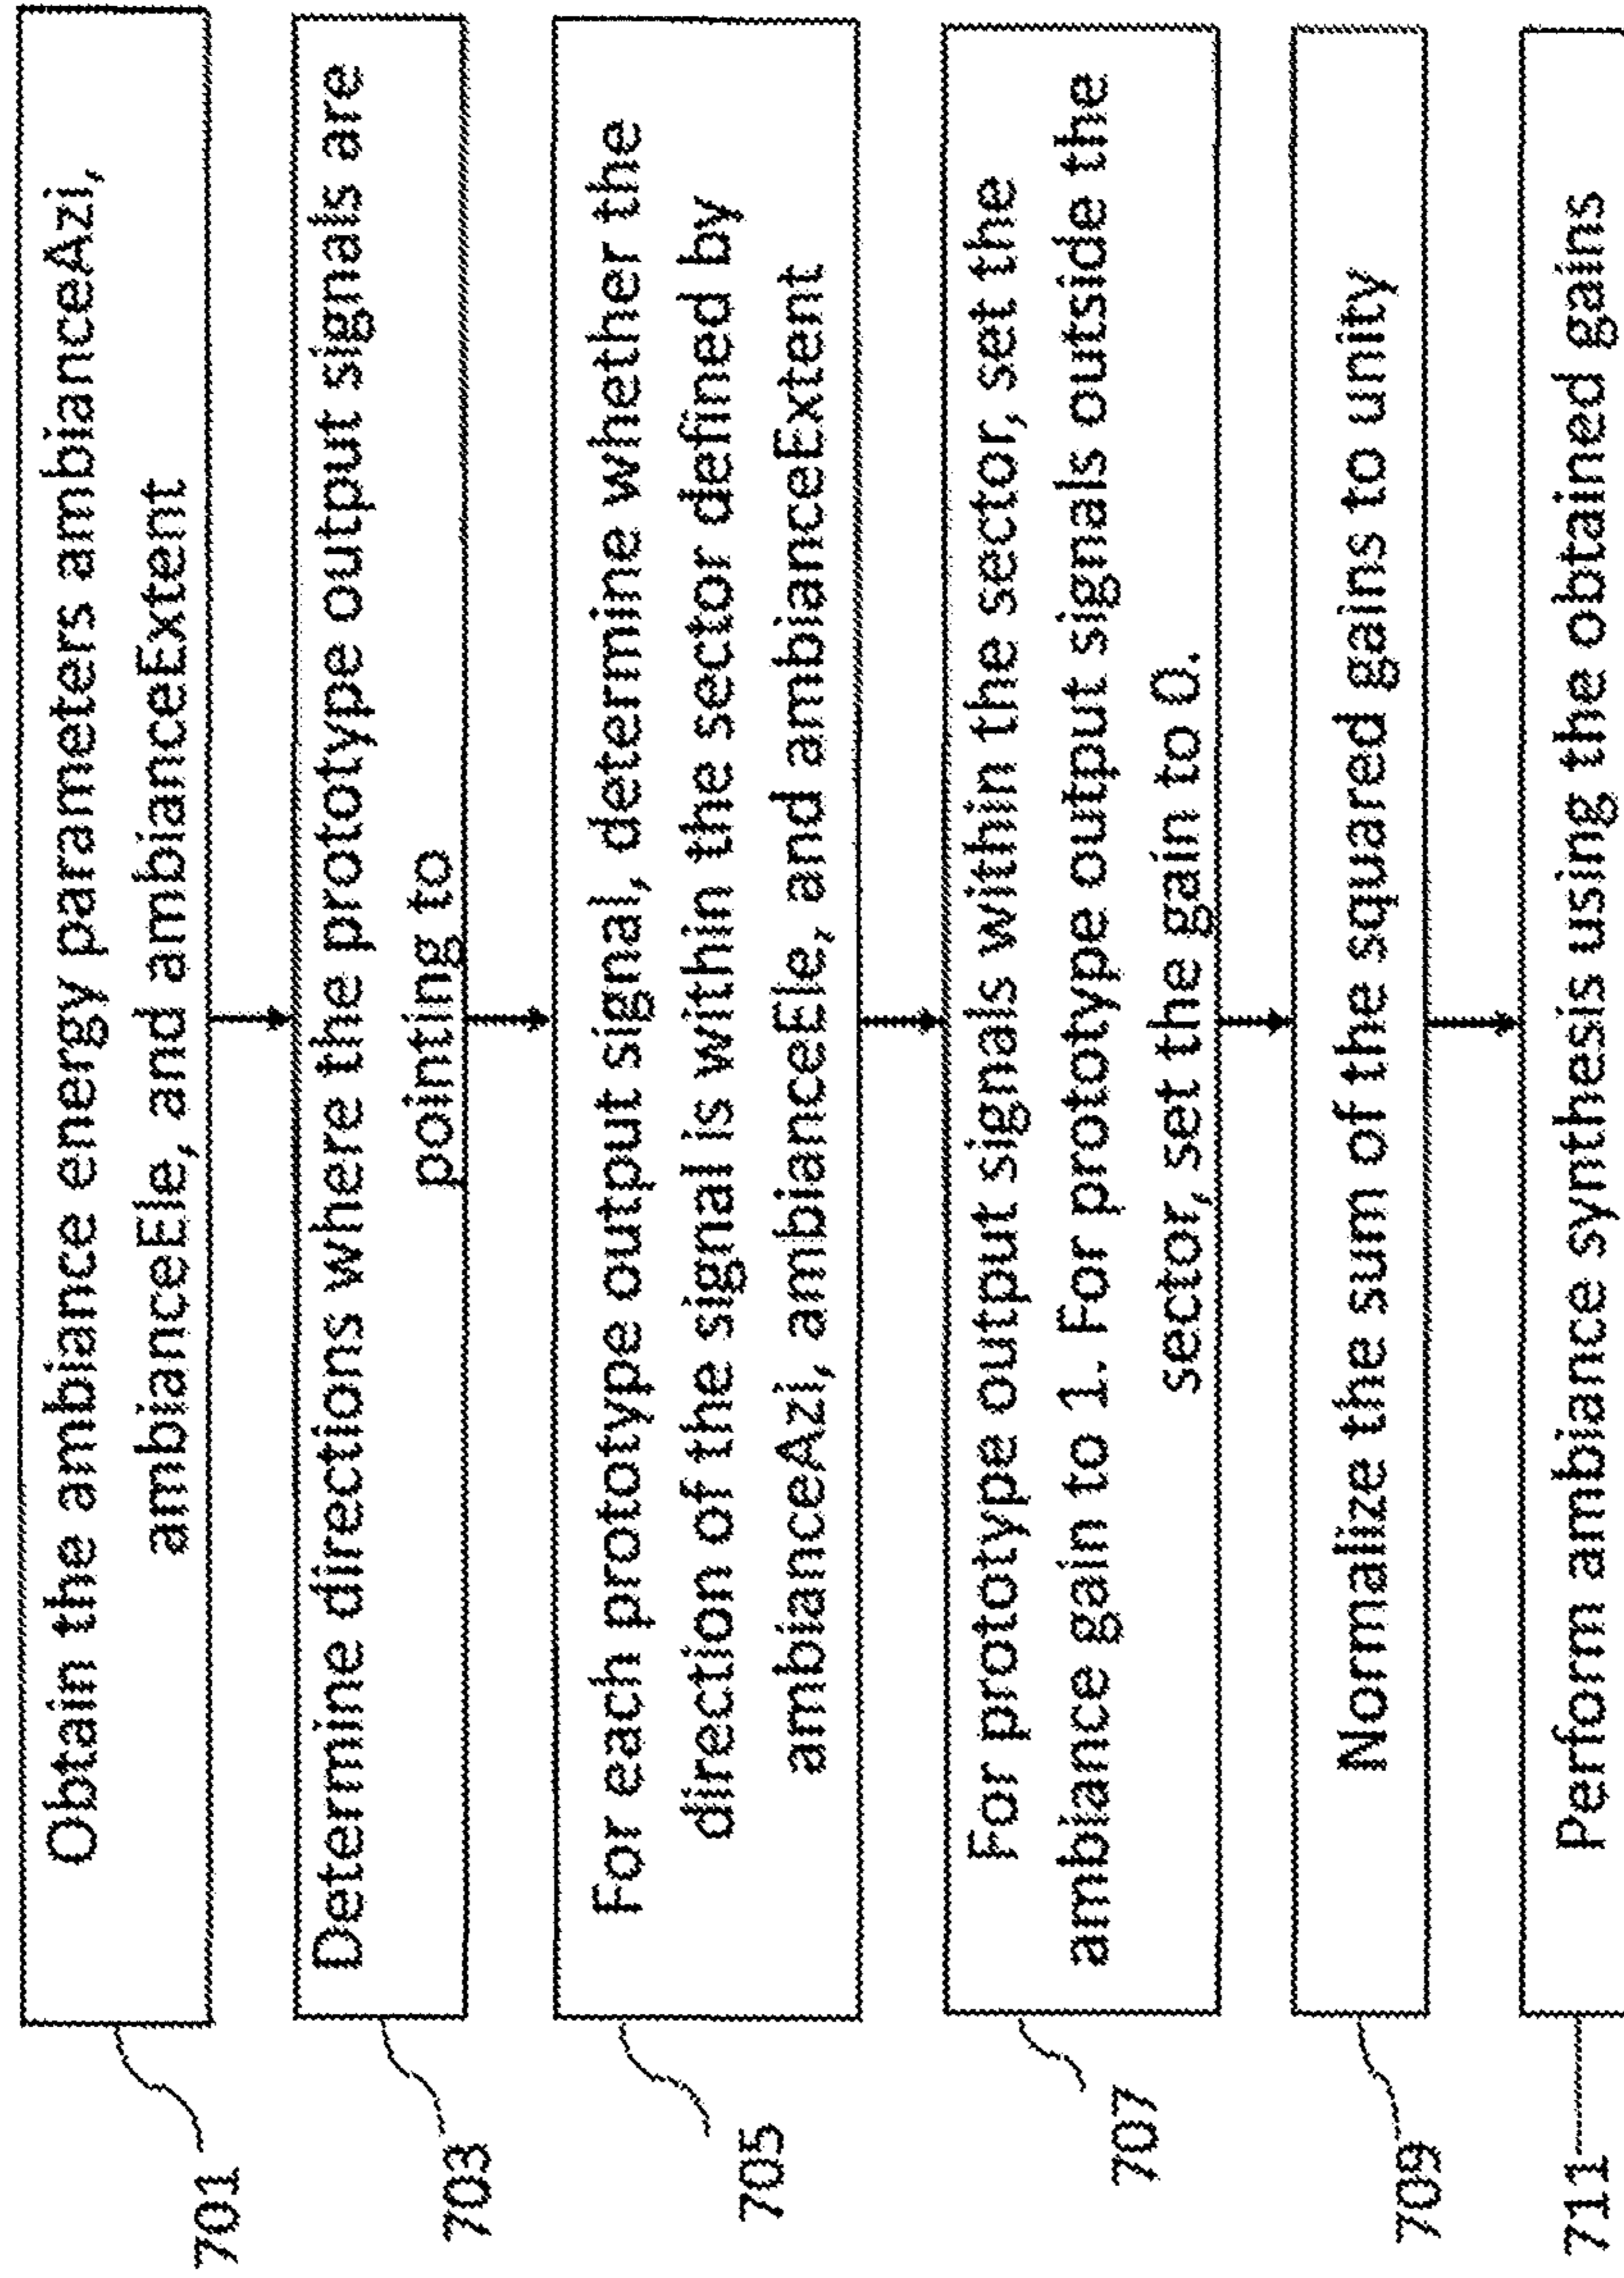 Obtain the ambiance energy parameters ambianceAzi,
ambianceEle, and ambianceExtent
701
Determine directions where the prototype output signals are
pointing to
703
For each prototype output signal, determine whether the
direction of the signal is within the sector defined by
ambianceAzi, ambianceEle, and ambianceExtent
705
For prototype output signals within the sector, set the
ambiance gain to 1. For prototype output signals outside the
sector, set the gain to 0.
707
Normalize the sum of the squared gains to unity
709
Perform ambiance synthesis using the obtained gains
711